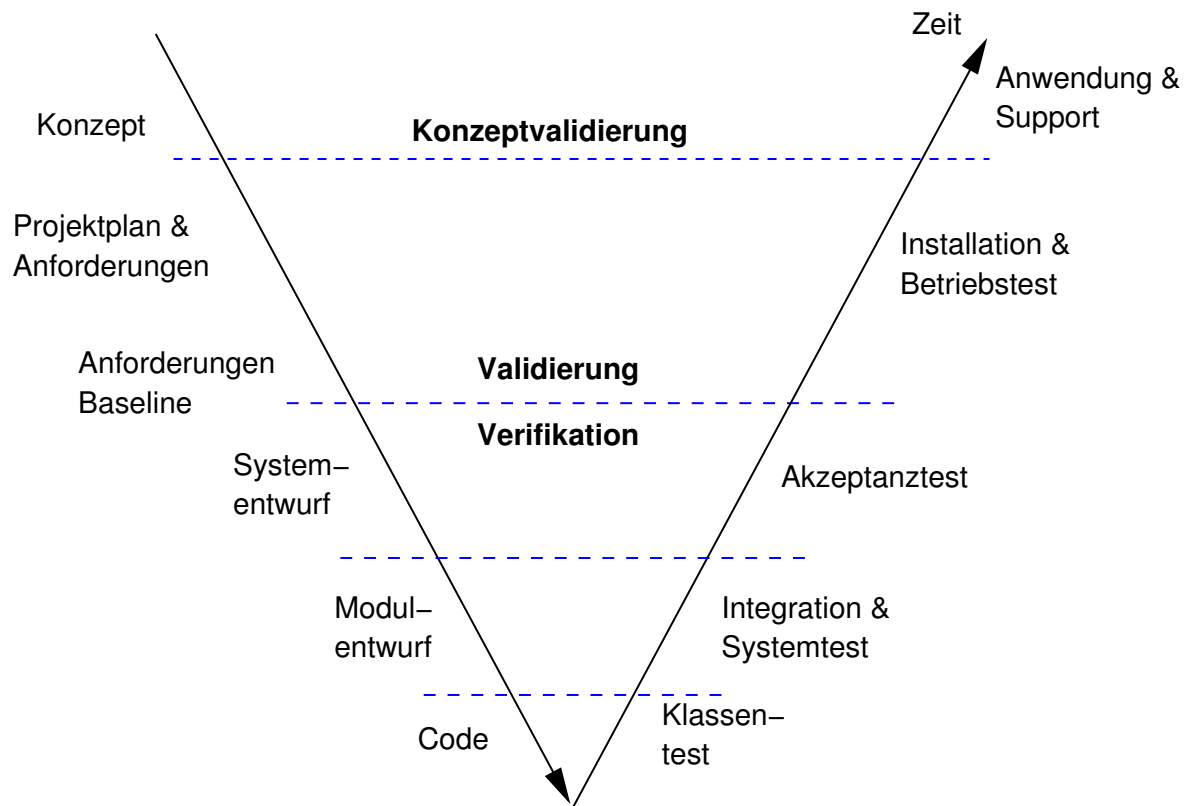 Zeit
Anwendung &
Support
Konzept
Konzeptvalidierung
Projektplan &
Anforderungen
Installation &
Betriebstest
Anforderungen
Baseline
Validierung
Verifikation
System−
entwurf
Akzeptanztest
Modul−
entwurf
Integration &
Systemtest
Code
Klassen−
test